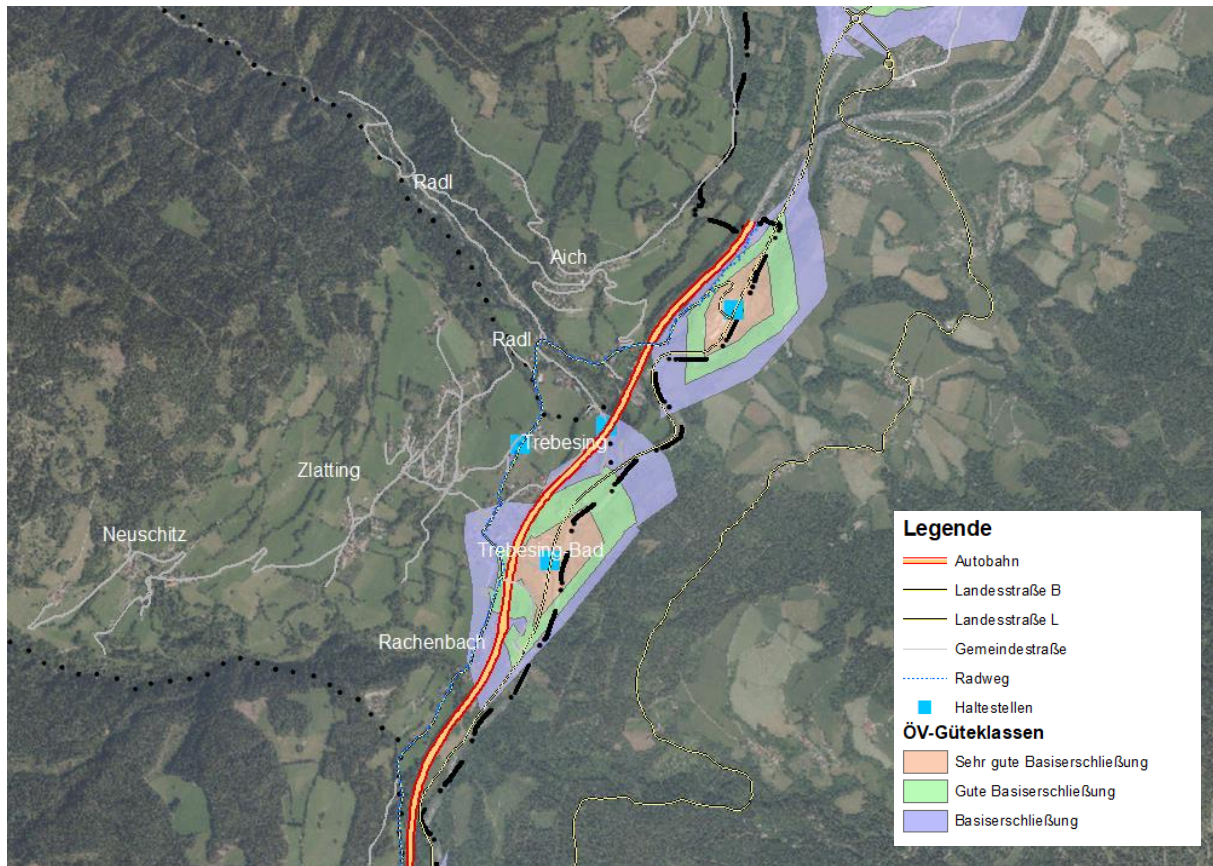 Radl
Aich
Radl
Trebesing
Zlatting
Neuschitz
Trebesing-Bad
Rachenbach
Legende
Autobahn
Landesstraße B
Landesstraße L
Gemeindestraße
Radweg
Haltestellen
ÖV-Güteklassen
Sehr gute Basiserschließung
Gute Basiserschließung
Basiserschließung